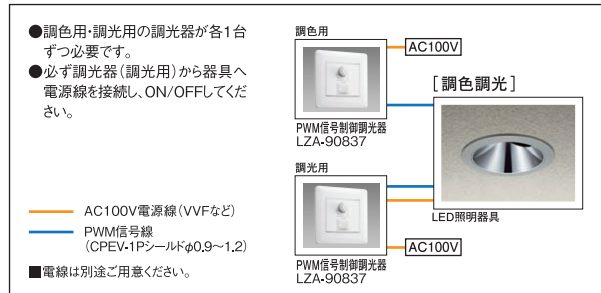 ●調色用・調光用の調光器が各1台
ずつ必要です。
●必ず調光器(調光用)から器具へ
電源線を接続し、ON/OFFしてくだ
さい。
AC100V電源線(VVFなど)
PWM信号線
(CPEV-1Pシールドφ0.9〜1.2)
■電線は別途ご用意ください。
調色用
AC100V
PWM信号制御調光器
LZA-90837
調光用
AC100V
PWM信号制御調光器
LZA-90837
[調色調光]
LED照明器具